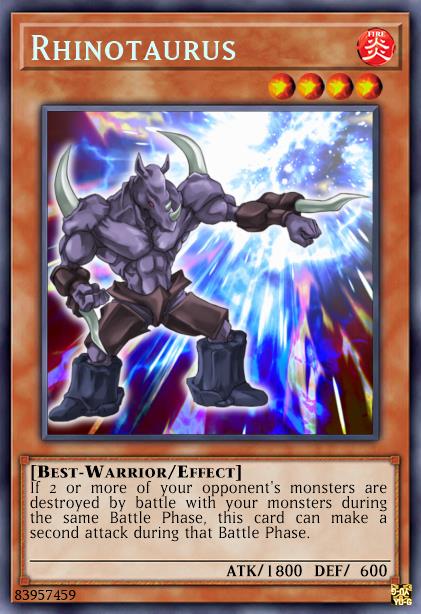 RHINOTAURUS
FIRE
炎
[BEST-WARRIOR/EFFECT]
If 2 or more of your opponent's monsters are
destroyed by battle with your monsters during
the same Battle Phase, this card can make a
second attack during that Battle Phase.
ATK/1800 DEF/ 600
83957459